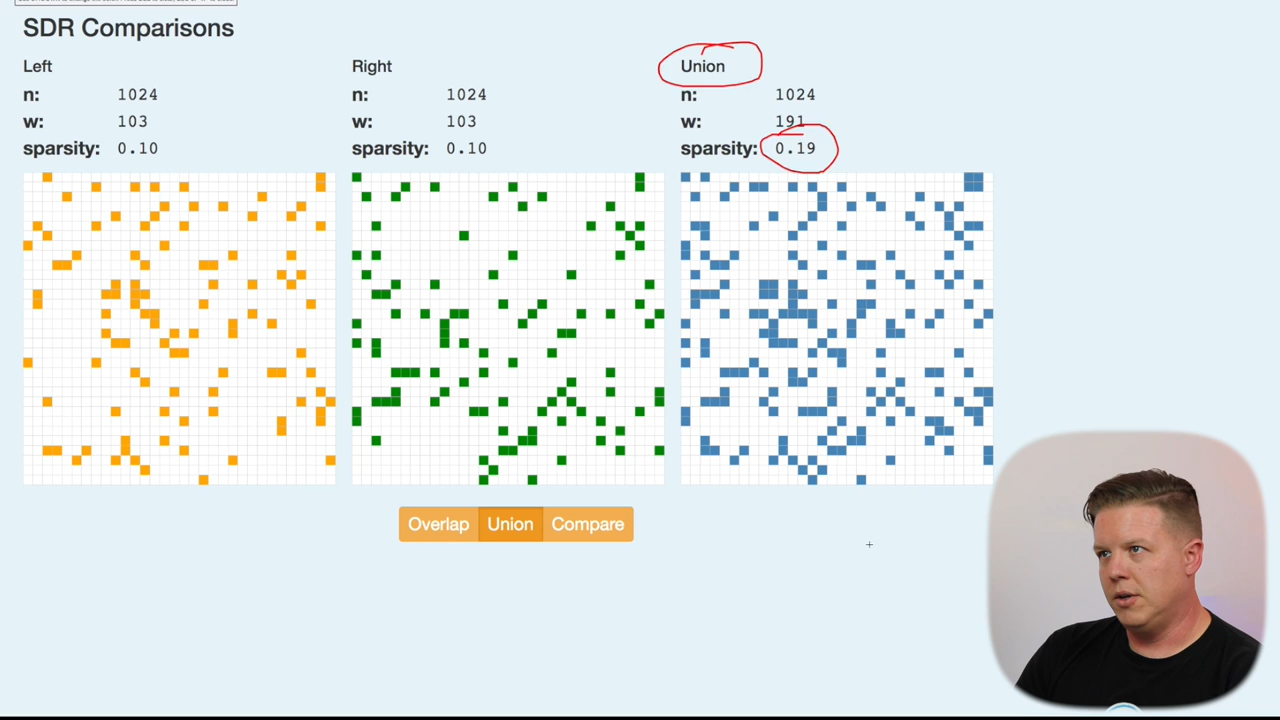 SDR Comparisons
Left
n: 1024
w: 103
sparsity: 0.10
Right
n: 1024
w: 103
sparsity: 0.10
Union
n: 1024
w: 191
sparsity: 0.19
Overlap Union Compare